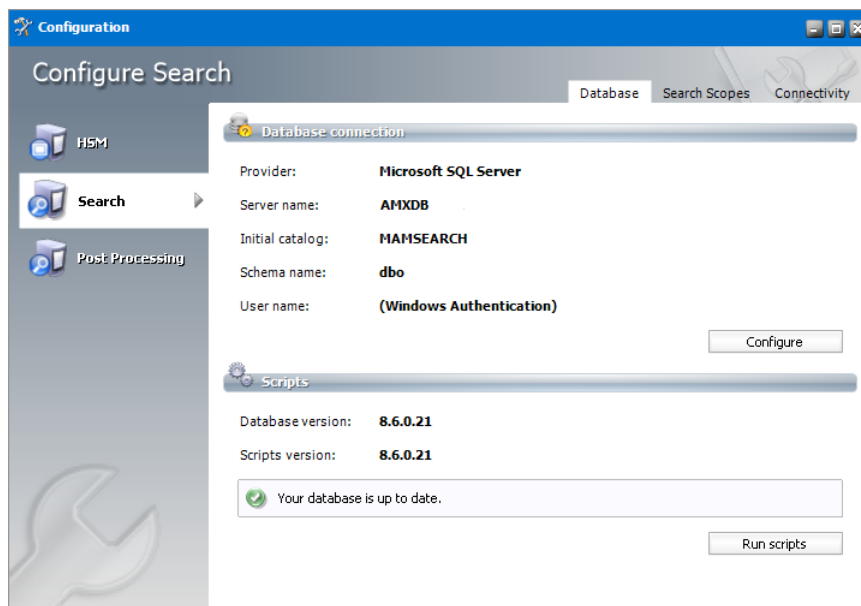 Configuration
Configure Search
Database Search Scopes Connectivity
HSM
Search
Post Processing
Database connection
Provider: Microsoft SQL Server
Server name: AMXDB
Initial catalog: MAMSEARCH
Schema name: dbo
User name: (Windows Authentication)
Configure
Scripts
Database version: 8.6.0.21
Scripts version: 8.6.0.21
Your database is up to date.
Run scripts